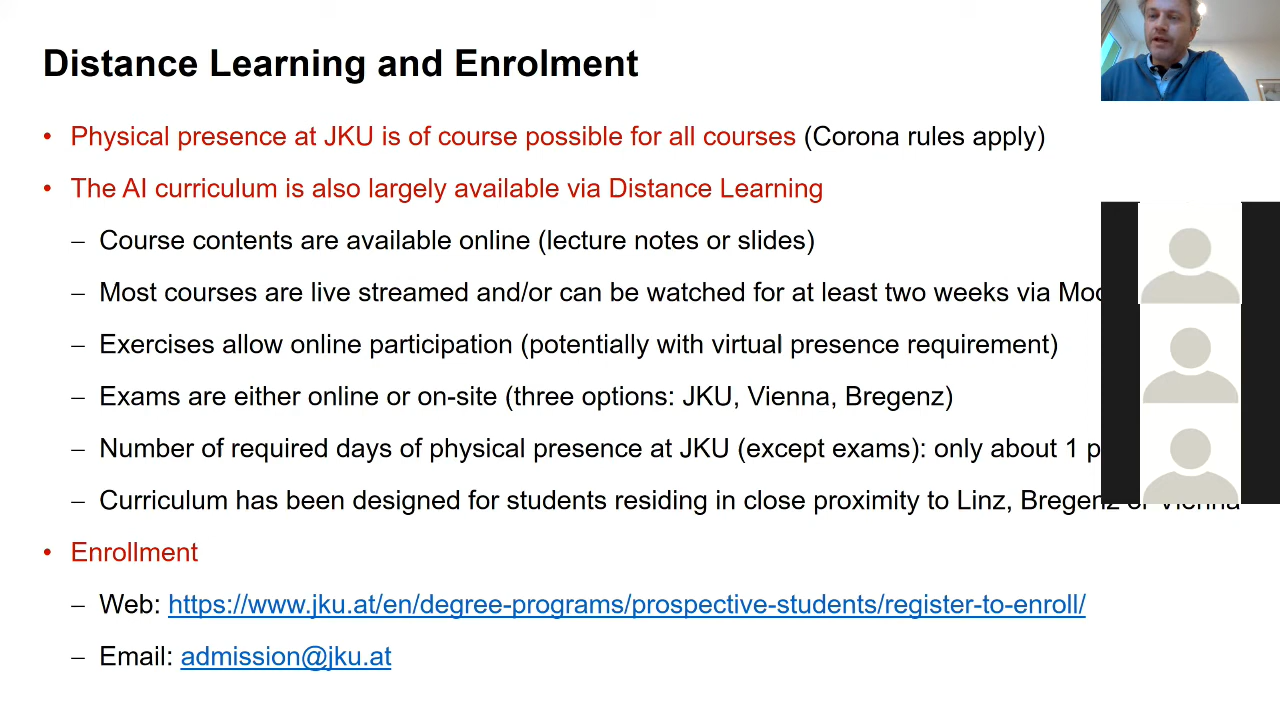 Distance Learning and Enrolment
• Physical presence at JKU is of course possible for all courses (Corona rules apply)
• The AI curriculum is also largely available via Distance Learning
– Course contents are available online (lecture notes or slides)
– Most courses are live streamed and/or can be watched for at least two weeks via
– Exercises allow online participation (potentially with virtual presence requirement)
– Exams are either online or on-site (three options: JKU, Vienna, Bregenz)
– Number of required days of physical presence at JKU (except exams): only about 1
– Curriculum has been designed for students residing in close proximity to Linz, Bregenz or Vienna
• Enrollment
– Web: https://www.jku.at/en/degree-programs/prospective-students/register-to-enroll/
– Email: admission@jku.at